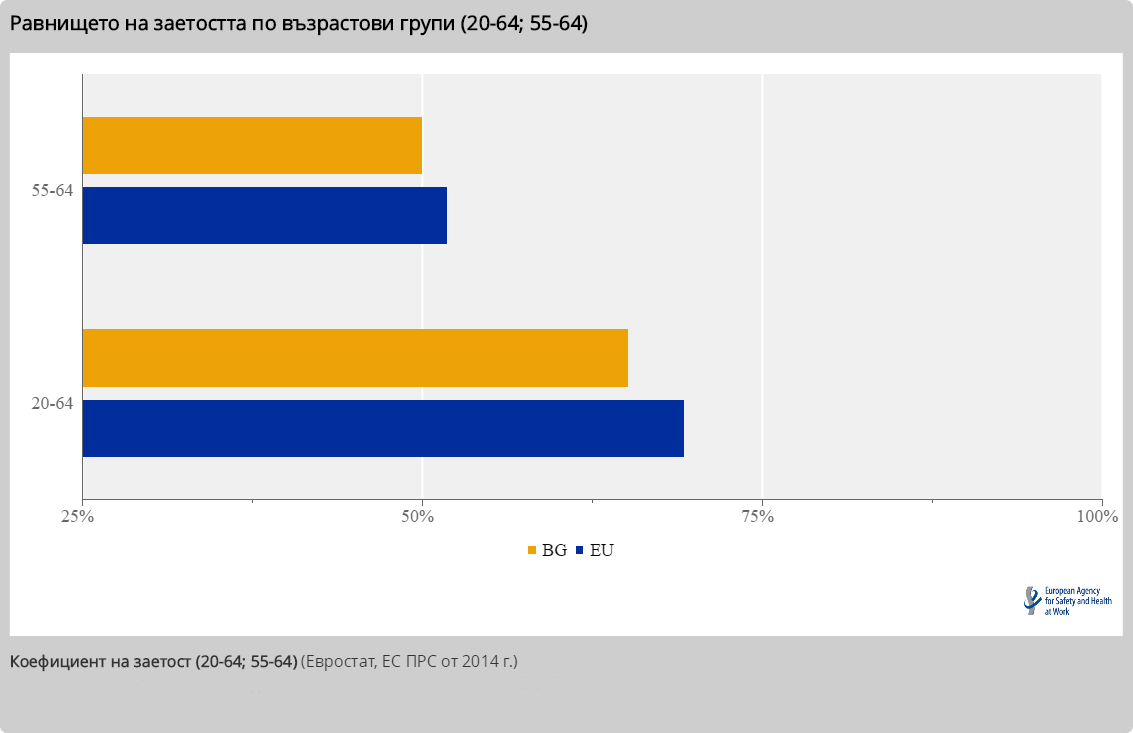 Равнището на заетостта по възрастови групи (20-64; 55-64)
55-64
20-64
25%
50%
75%
100%
BG
EU
European Agency
for Safety and Health
at Work
Коефициент на заетост (20-64; 55-64) (Евростат, ЕС ПРС от 2014 г.)